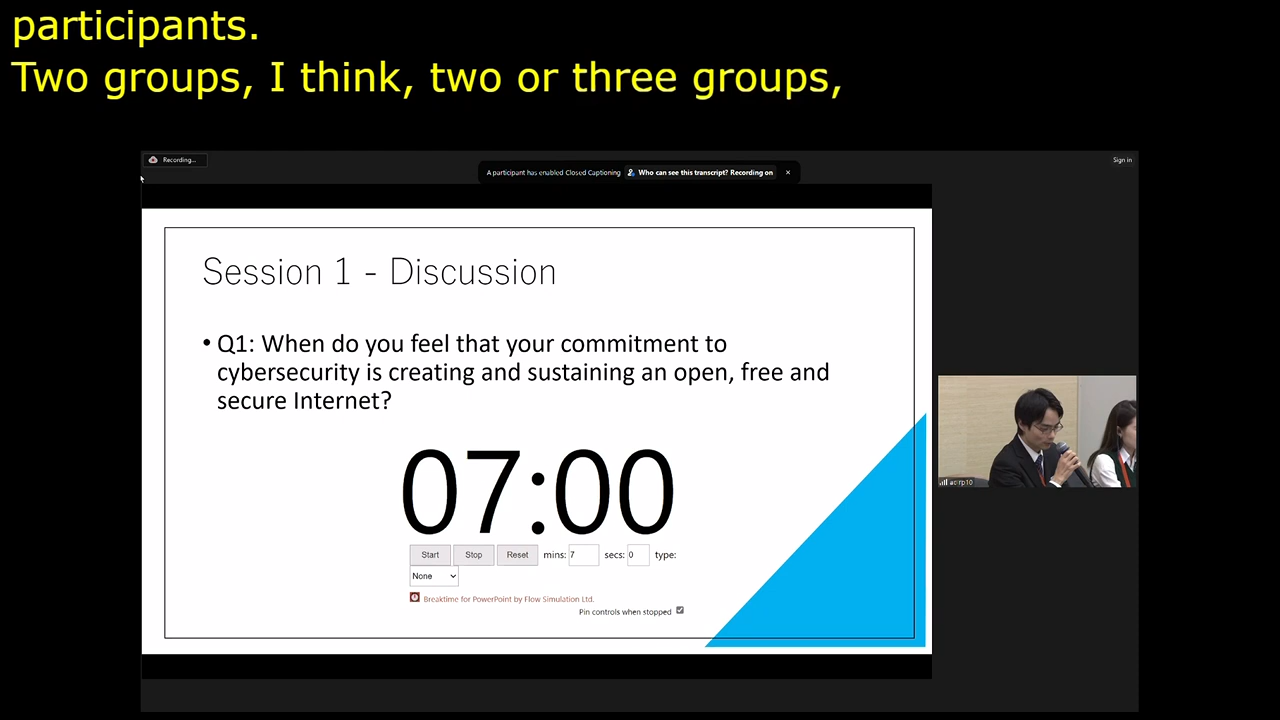 participants.
Two groups, I think, two or three groups,
Recording...
Sign in
A participant has enabled Closed Captioning Who can see this transcript? Recording on ×
Session 1 - Discussion
• Q1: When do you feel that your commitment to
cybersecurity is creating and sustaining an open, free and
secure Internet?
07:00
Start Stop Reset mins: 7 secs: 0 type:
None
Breaktime for PowerPoint by Flow Simulation Ltd.
Pin controls when stopped